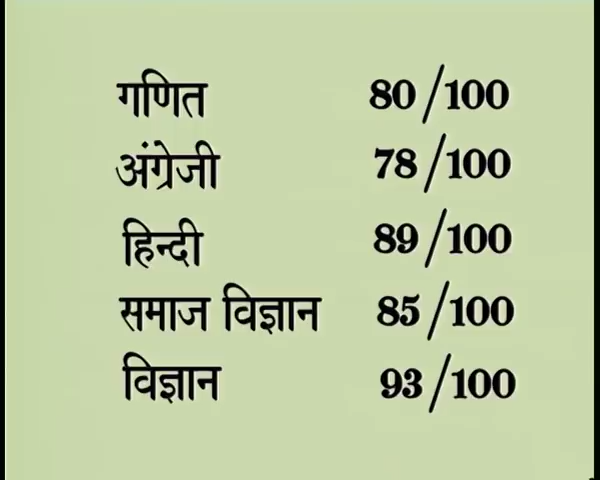 गणित 80/100
अंग्रेजी 78/100
हिन्दी 89/100
समाज विज्ञान 85/100
विज्ञान 93/100